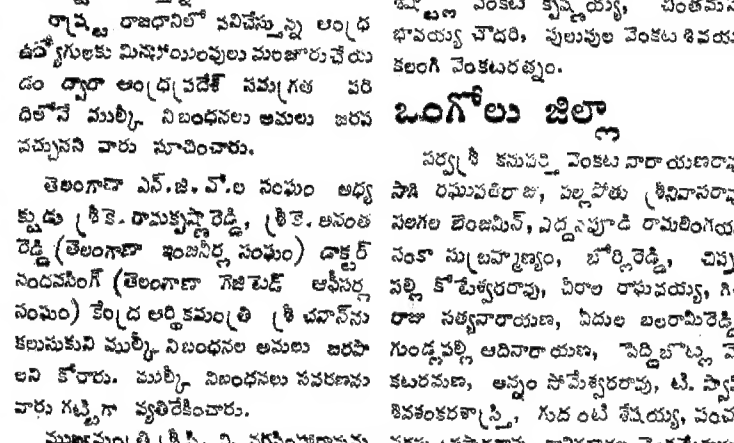 రాష్ట్ర రాజధానిలో పనిచేస్తున్న ఆంధ్ర
ఉద్యోగులకు మినహాయింపులు మంజూరుచేయ
డం ద్వారా ఆంధ్రప్రదేశ్ సమగ్రత పరి
ధిలోనే ముల్కీ నిబంధనలు అమలు జరప
వచ్చునని వారు సూచించారు.
తెలంగాణా ఎన్.జి.వో.ల సంఘం అధ్య
క్షుడు శ్రీకె. రామకృష్ణారెడ్డి, శ్రీకె. అనంత
రెడ్డి (తెలంగాణా ఇంజనీర్ల సంఘం) డాక్టర్
నందనసింగ్ (తెలంగాణా గెజిటెడ్ ఆఫీసర్ల
సంఘం) కేంద్ర ఆర్థికమంత్రి శ్రీ చవాన్‌ను
కలుసుకుని ముల్కీ నిబంధనల అమలు జరపా
లని కోరారు. ముల్కీ నిబంధనలు సవరణను
వారు గట్టిగా వ్యతిరేకించారు.
వెంకట కృష్ణయ్య,
భావయ్య చౌదరి, పులుపుల వెంకట శివయ
కలంగి వెంకటరత్నం.
ఒంగోలు జిల్లా
సర్వశ్రీ కనుపర్తి వెంకట నారాయణరా
సాకి రఘుపతిరాజు, పల్లపోతు శ్రీనివాసరా
పలగల బెంజమిన్, ఎద్దనపూడి రామలింగయ
సంకా సుబ్రహ్మణ్యం, బొర్లిరెడ్డి, చిప్ప
పల్లి కోటేశ్వరరావు, చీరాల రాఘవయ్య, గి
రాజు సత్యనారాయణ, ఏదుల బలరామిరెడ్డి
గుండ్లపల్లి ఆదినారాయణ, పెద్దిబొట్ల వె
కటరమణ, అన్నం సోమేశ్వరరావు, టి. స్వా
శివశంకరశాస్త్రి, గుదంటి శేషయ్య, పంచ